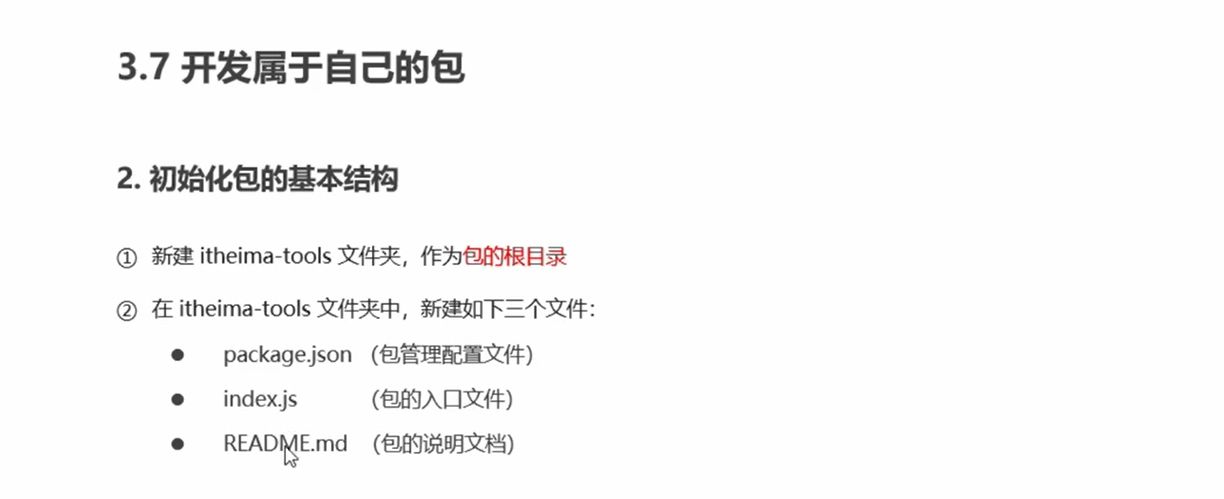 3.7 开发属于自己的包
2. 初始化包的基本结构
① 新建 itheima-tools 文件夹，作为包的根目录
② 在 itheima-tools 文件夹中，新建如下三个文件：
● package.json （包管理配置文件）
● index.js （包的入口文件）
● README.md （包的说明文档）